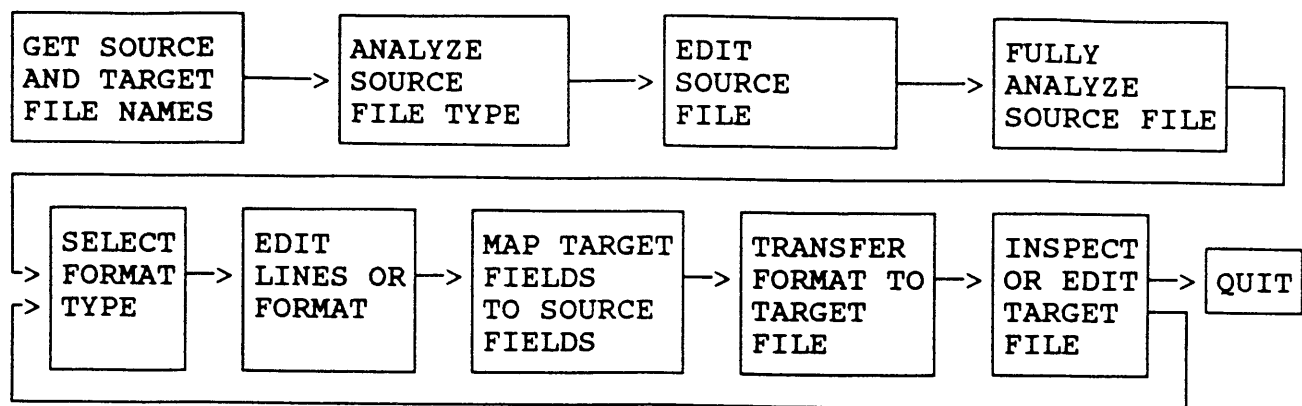 GET SOURCE
AND TARGET
FILE NAMES
ANALYZE
SOURCE
FILE TYPE
EDIT
SOURCE
FILE
FULLY
ANALYZE
SOURCE FILE
SELECT
FORMAT
TYPE
EDIT
LINES OR
FORMAT
MAP TARGET
FIELDS
TO SOURCE
FIELDS
TRANSFER
FORMAT TO
TARGET
FILE
INSPECT
OR EDIT
TARGET
FILE
QUIT